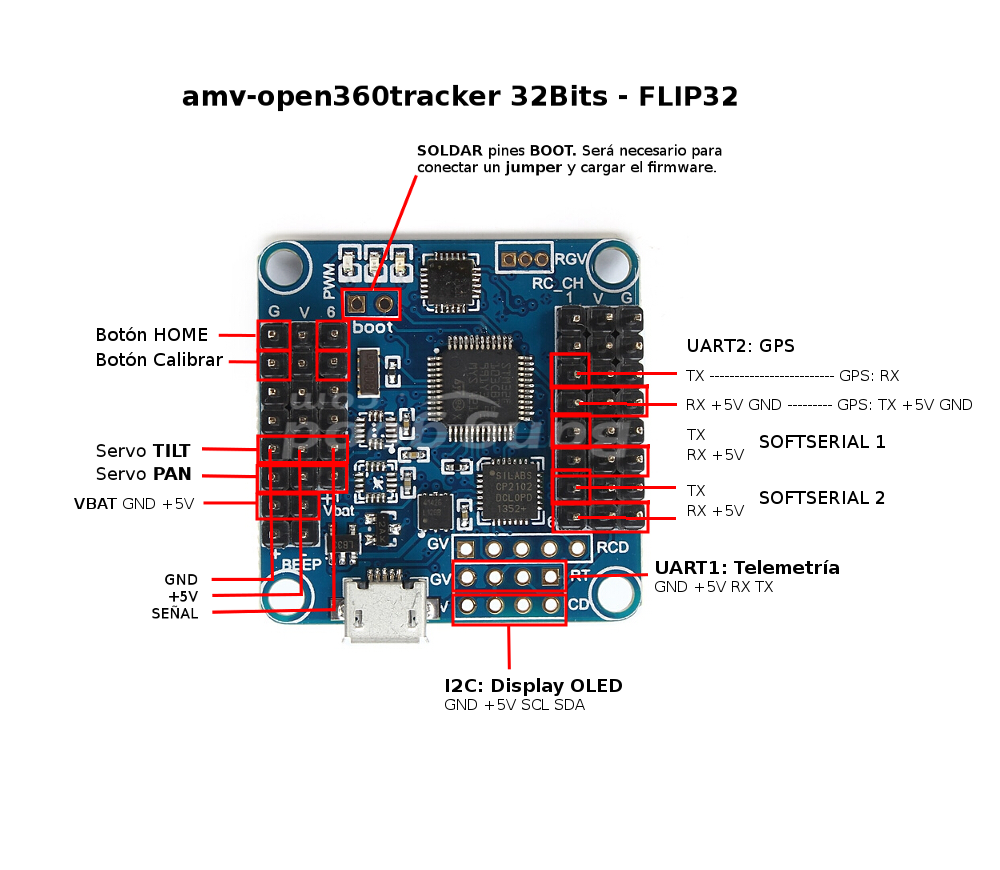 amv-open360tracker 32Bits - FLIP32
SOLDAR pines BOOT. Será necesario para
conectar un jumper y cargar el firmware.
RGV
RC_CH
1 V G
PWM
G V 6
boot
Botón HOME
Botón Calibrar
UART2: GPS
TX ------------------------- GPS: RX
RX +5V GND --------- GPS: TX +5V GND
TX
RX +5V
SOFTSERIAL 1
TX
RX +5V
SOFTSERIAL 2
Servo TILT
Servo PAN
VBAT GND +5V
+
Vbat
SILABS
CP2102
DCL0PD
1352+
6
GV
RCD
+
BEEP
GV
RT
V
CD
UART1: Telemetría
GND +5V RX TX
GND
+5V
SEÑAL
I2C: Display OLED
GND +5V SCL SDA